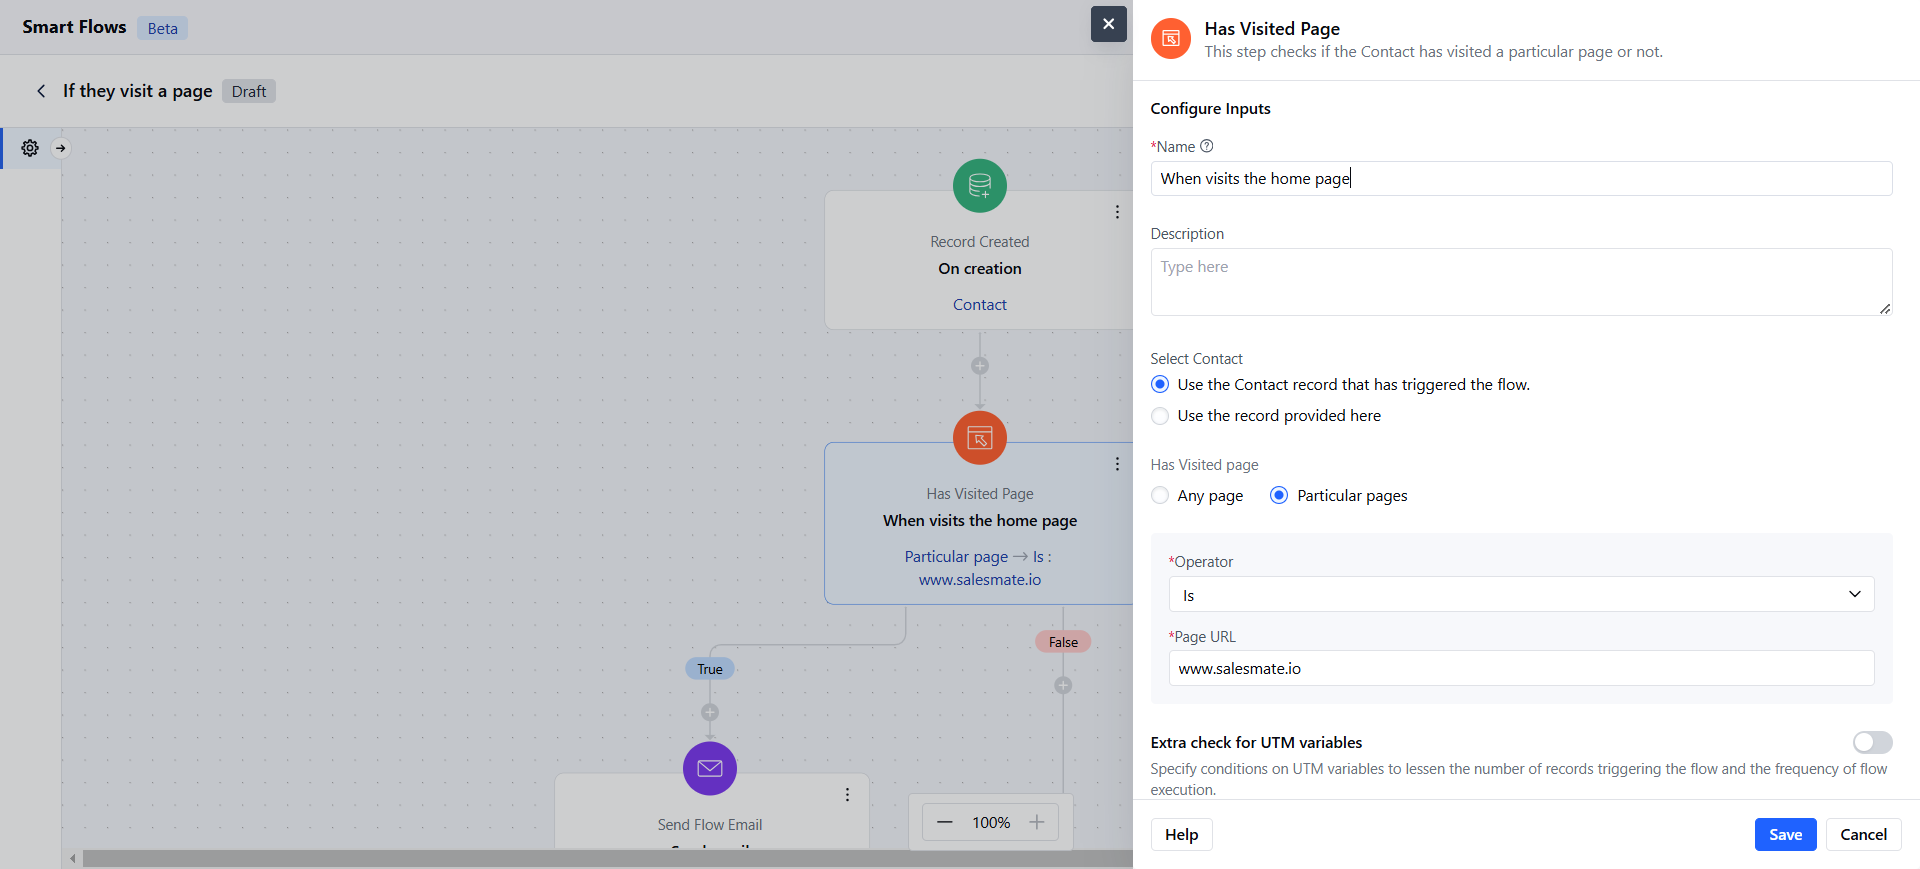 Smart Flows Beta
If they visit a page Draft
Record Created
On creation
Contact
Has Visited Page
When visits the home page
Particular page → Is :
www.salesmate.io
True
False
Send Flow Email
100%
Has Visited Page
This step checks if the Contact has visited a particular page or not.
Configure Inputs
*Name
When visits the home page
Description
Type here
Select Contact
Use the Contact record that has triggered the flow.
Use the record provided here
Has Visited page
Any page Particular pages
*Operator
Is
*Page URL
www.salesmate.io
Extra check for UTM variables
Specify conditions on UTM variables to lessen the number of records triggering the flow and the frequency of flow
execution.
Help Save Cancel